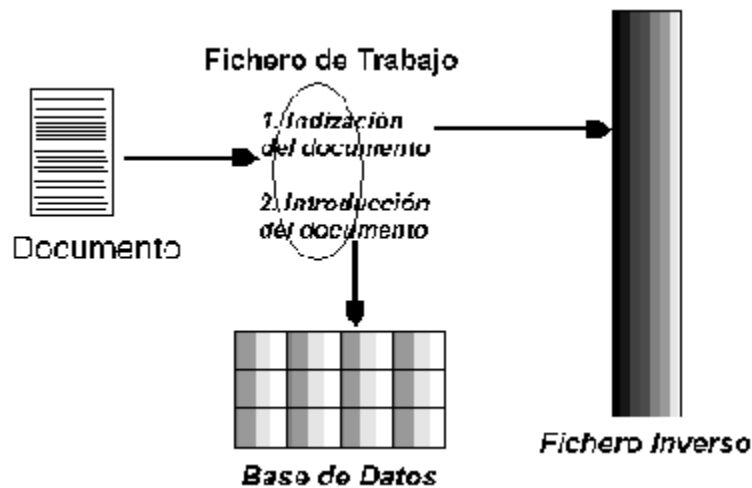 Fichero de Trabajo
1. Indización
del documento
2. Introducción
del documento
Documento
Base de Datos
Fichero Inverso